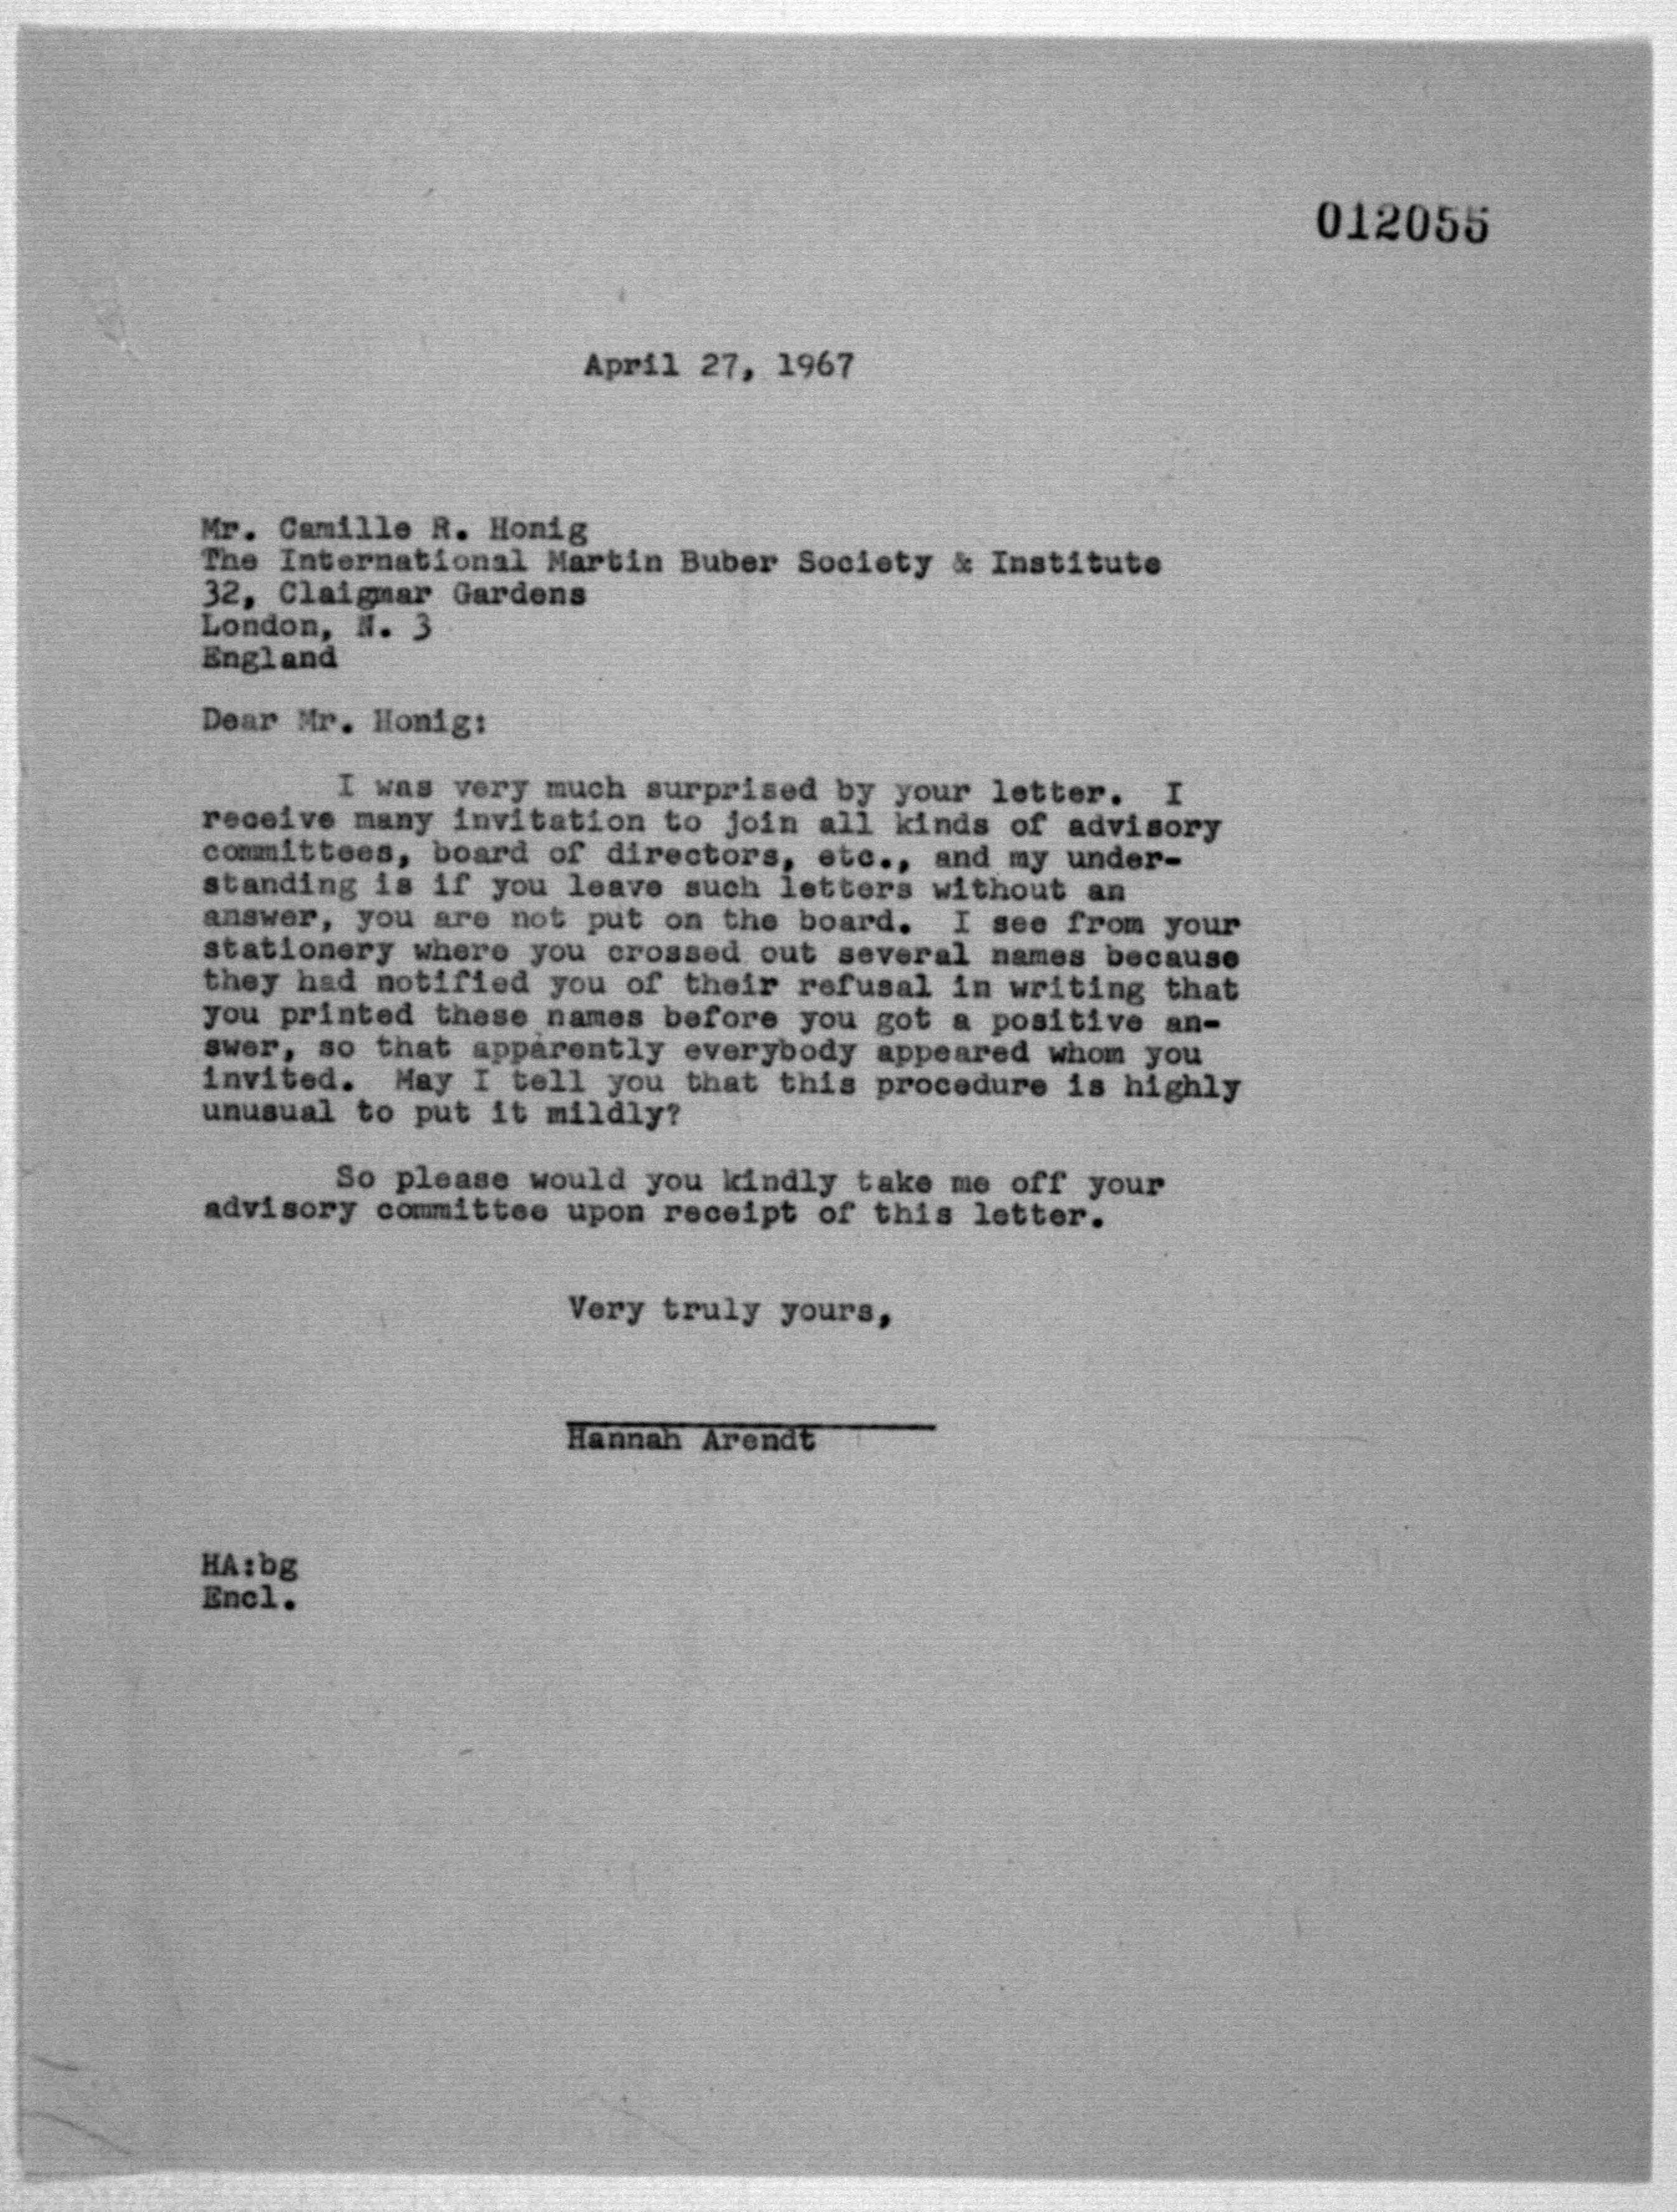 012055
April 27, 1967
Mr. Camille R. Honig
The International Martin Buber Society & Institute
32, Claigmar Gardens
London, N. 3
England
Dear Mr. Honig:
I was very much surprised by your letter. I
receive many invitation to join all kinds of advisory
committees, board of directors, etc., and my under-
standing is if you leave such letters without an
answer, you are not put on the board. I see from your
stationery where you crossed out several names because
they had notified you of their refusal in writing that
you printed these names before you got a positive an-
swer, so that apparently everybody appeared whom you
invited. May I tell you that this procedure is highly
unusual to put it mildly?
So please would you kindly take me off your
advisory committee upon receipt of this letter.
Very truly yours,
Hannah Arendt
HA:bg
Encl.